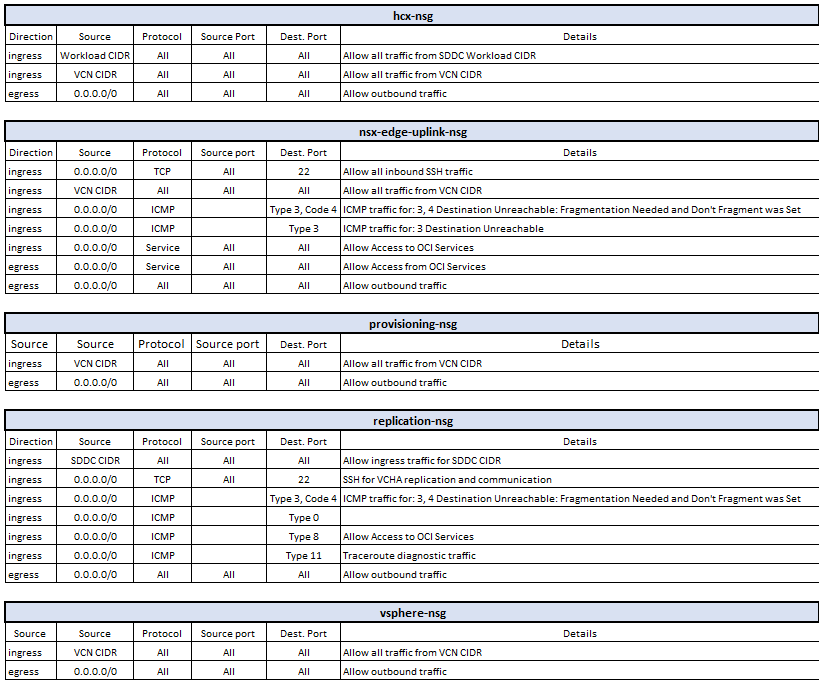 hcx-nsg
Direction Source Protocol Source Port Dest. Port Details
ingress Workload CIDR All All All Allow all traffic from SDDC Workload CIDR
ingress VCN CIDR All All All Allow all traffic from VCN CIDR
egress 0.0.0.0/0 All All All Allow outbound traffic
nsx-edge-uplink-nsg
Direction Source Protocol Source port Dest. Port Details
ingress 0.0.0.0/0 TCP All 22 Allow all inbound SSH traffic
ingress VCN CIDR All All All Allow all traffic from VCN CIDR
ingress 0.0.0.0/0 ICMP Type 3, Code 4 ICMP traffic for: 3, 4 Destination Unreachable: Fragmentation Needed and Don't Fragment was Set
ingress 0.0.0.0/0 ICMP Type 3 ICMP traffic for: 3 Destination Unreachable
ingress 0.0.0.0/0 Service All All Allow Access to OCI Services
egress 0.0.0.0/0 Service All All Allow Access from OCI Services
egress 0.0.0.0/0 All All All Allow outbound traffic
provisioning-nsg
Source Source Protocol Source port Dest. Port Details
ingress VCN CIDR All All All Allow all traffic from VCN CIDR
egress 0.0.0.0/0 All All All Allow outbound traffic
replication-nsg
Direction Source Protocol Source port Dest. Port Details
ingress SDDC CIDR All All All Allow ingress traffic for SDDC CIDR
ingress 0.0.0.0/0 TCP All 22 SSH for VCHA replication and communication
ingress 0.0.0.0/0 ICMP Type 3, Code 4 ICMP traffic for: 3, 4 Destination Unreachable: Fragmentation Needed and Don't Fragment was Set
ingress 0.0.0.0/0 ICMP Type 0
ingress 0.0.0.0/0 ICMP Type 8 Allow Access to OCI Services
ingress 0.0.0.0/0 ICMP Type 11 Traceroute diagnostic traffic
egress 0.0.0.0/0 All All All Allow outbound traffic
vsphere-nsg
Source Source Protocol Source port Dest. Port Details
ingress VCN CIDR All All All Allow all traffic from VCN CIDR
egress 0.0.0.0/0 All All All Allow outbound traffic